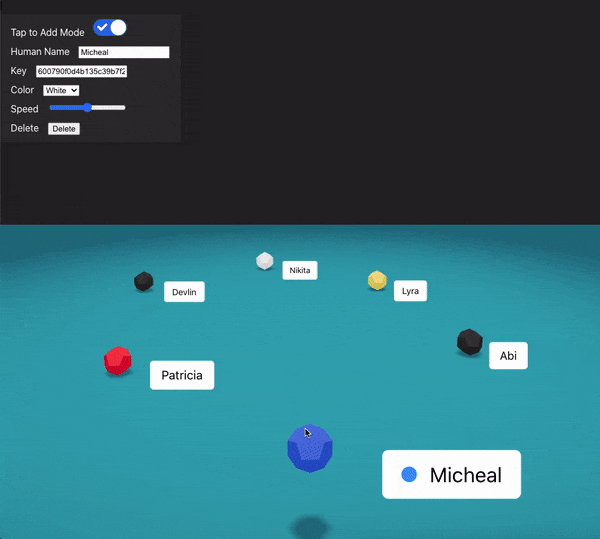 Tap to Add Mode
Human Name Micheal
Key 600790f0d4b135c39b7f2
Color White
Speed
Delete Delete
Nikita
Devlin
Lyra
Abi
Patricia
Micheal